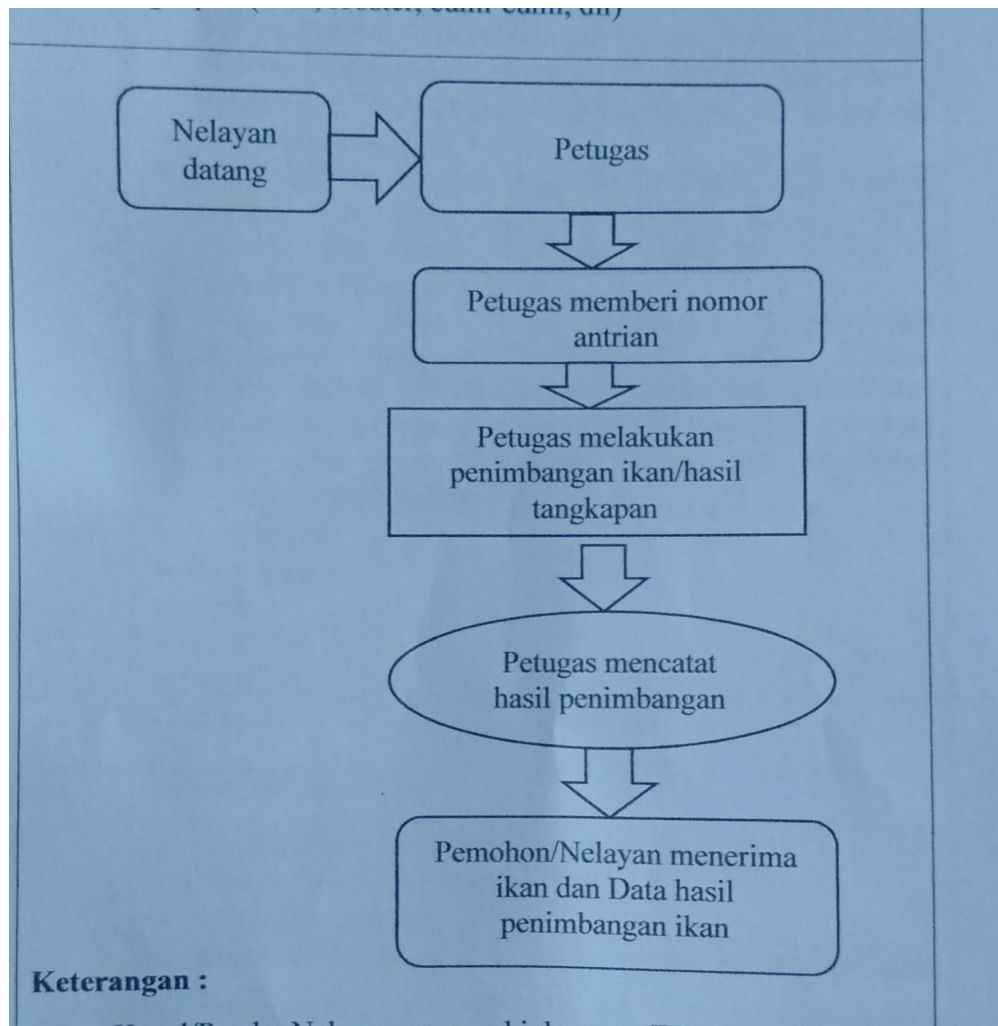 Nelayan
datang
Petugas
Petugas memberi nomor
antrian
Petugas melakukan
penimbangan ikan/hasil
tangkapan
Petugas mencatat
hasil penimbangan
Pemohon/Nelayan menerima
ikan dan Data hasil
penimbangan ikan
Keterangan :